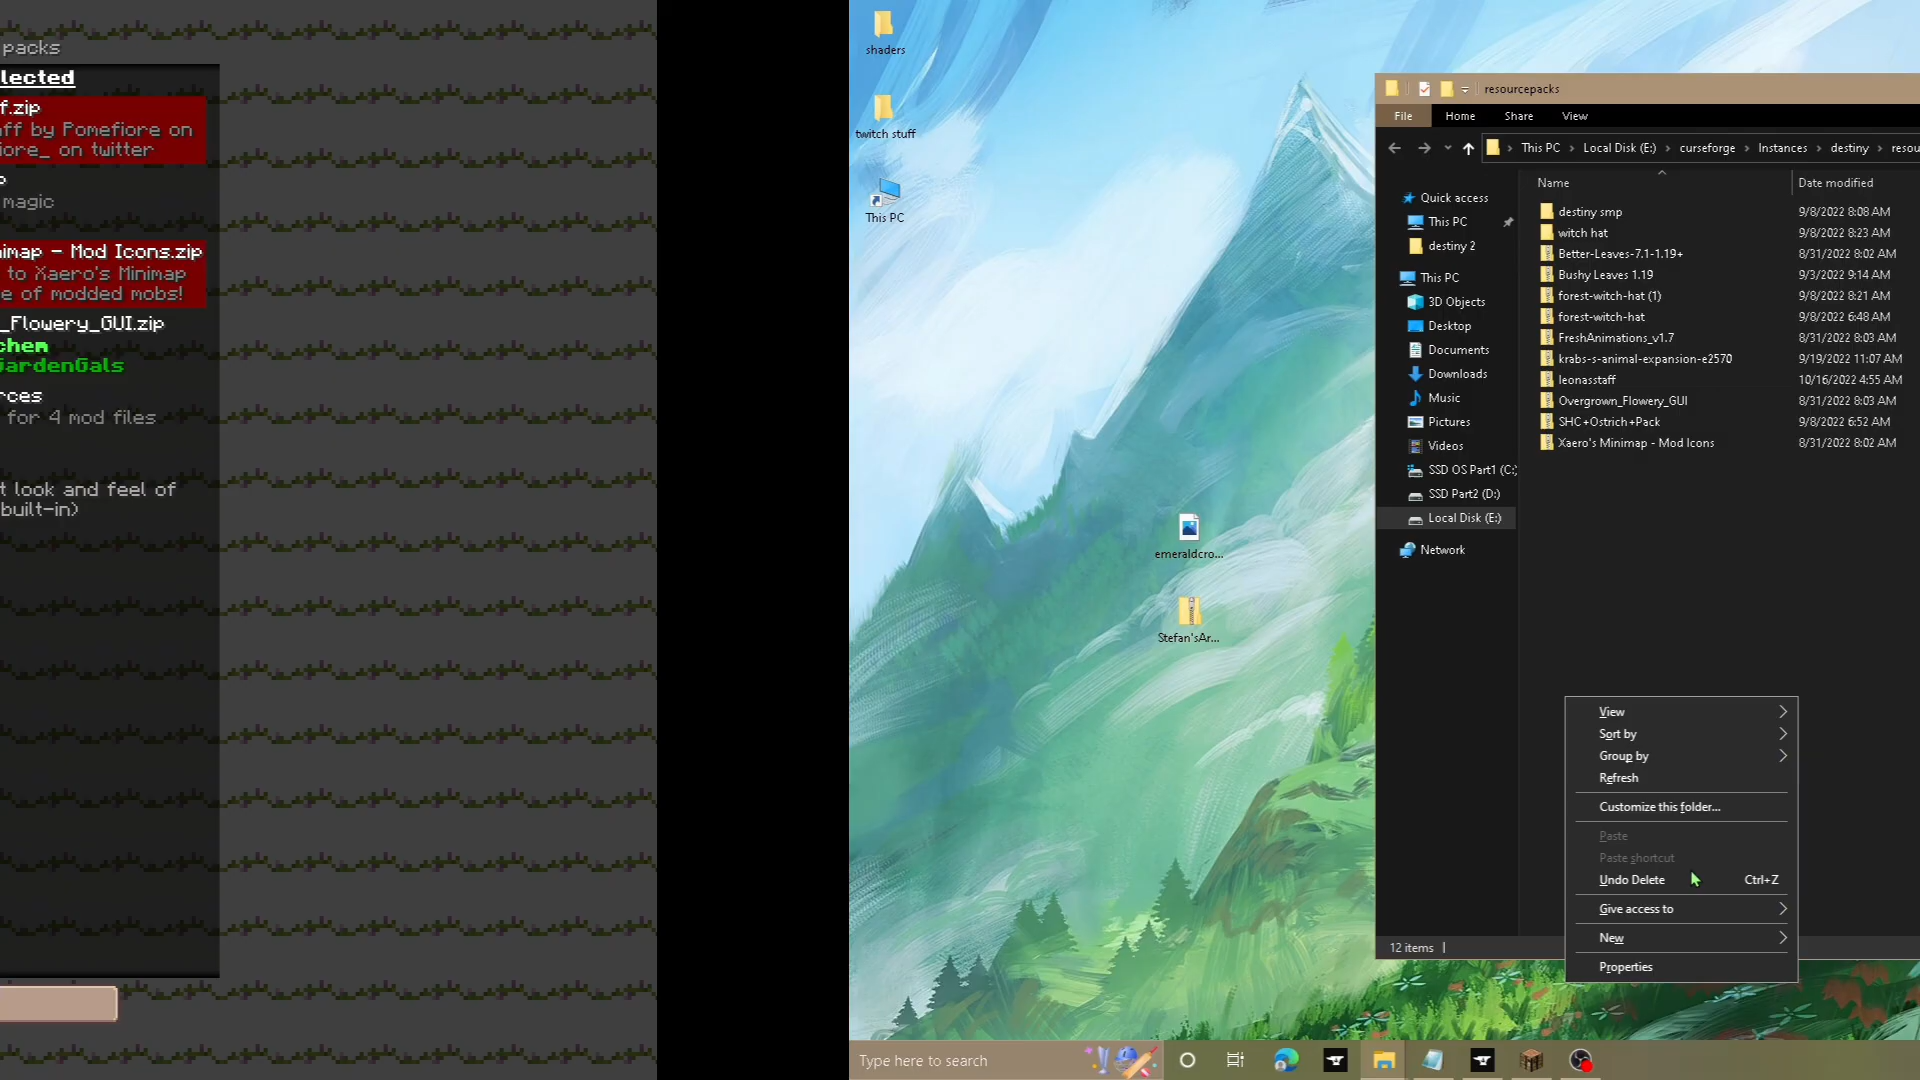 packs
lected
f.zip
aff by Pomefiore on
iore_ on twitter
magic
nimap - Mod Icons.zip
to Xaero's Minimap
e of modded mobs!
_Flowery_GUI.zip
chem
GardenGals
rces
for 4 mod files
t look and feel of
built-in)
shaders
twitch stuff
This PC
emeraldcro...
Stefan'sAr...
resourcepacks
File Home Share View
This PC > Local Disk (E:) > curseforge > Instances > destiny > resou
Name Date modified
Quick access
This PC
destiny 2
This PC
3D Objects
Desktop
Documents
Downloads
Music
Pictures
Videos
SSD OS Part1 (C:)
SSD Part2 (D:)
Local Disk (E:)
Network
destiny smp 9/8/2022 8:08 AM
witch hat 9/8/2022 8:23 AM
Better-Leaves-7.1-1.19+ 8/31/2022 8:02 AM
Bushy Leaves 1.19 9/3/2022 9:14 AM
forest-witch-hat (1) 9/8/2022 8:21 AM
forest-witch-hat 9/8/2022 6:48 AM
FreshAnimations_v1.7 8/31/2022 8:03 AM
krabs-s-animal-expansion-e2570 9/19/2022 11:07 AM
leonasstaff 10/16/2022 4:55 AM
Overgrown_Flowery_GUI 8/31/2022 8:03 AM
SHC+Ostrich+Pack 9/8/2022 6:52 AM
Xaero's Minimap - Mod Icons 8/31/2022 8:02 AM
View
Sort by
Group by
Refresh
Customize this folder...
Paste
Paste shortcut
Undo Delete Ctrl+Z
Give access to
New
Properties
12 items
Type here to search